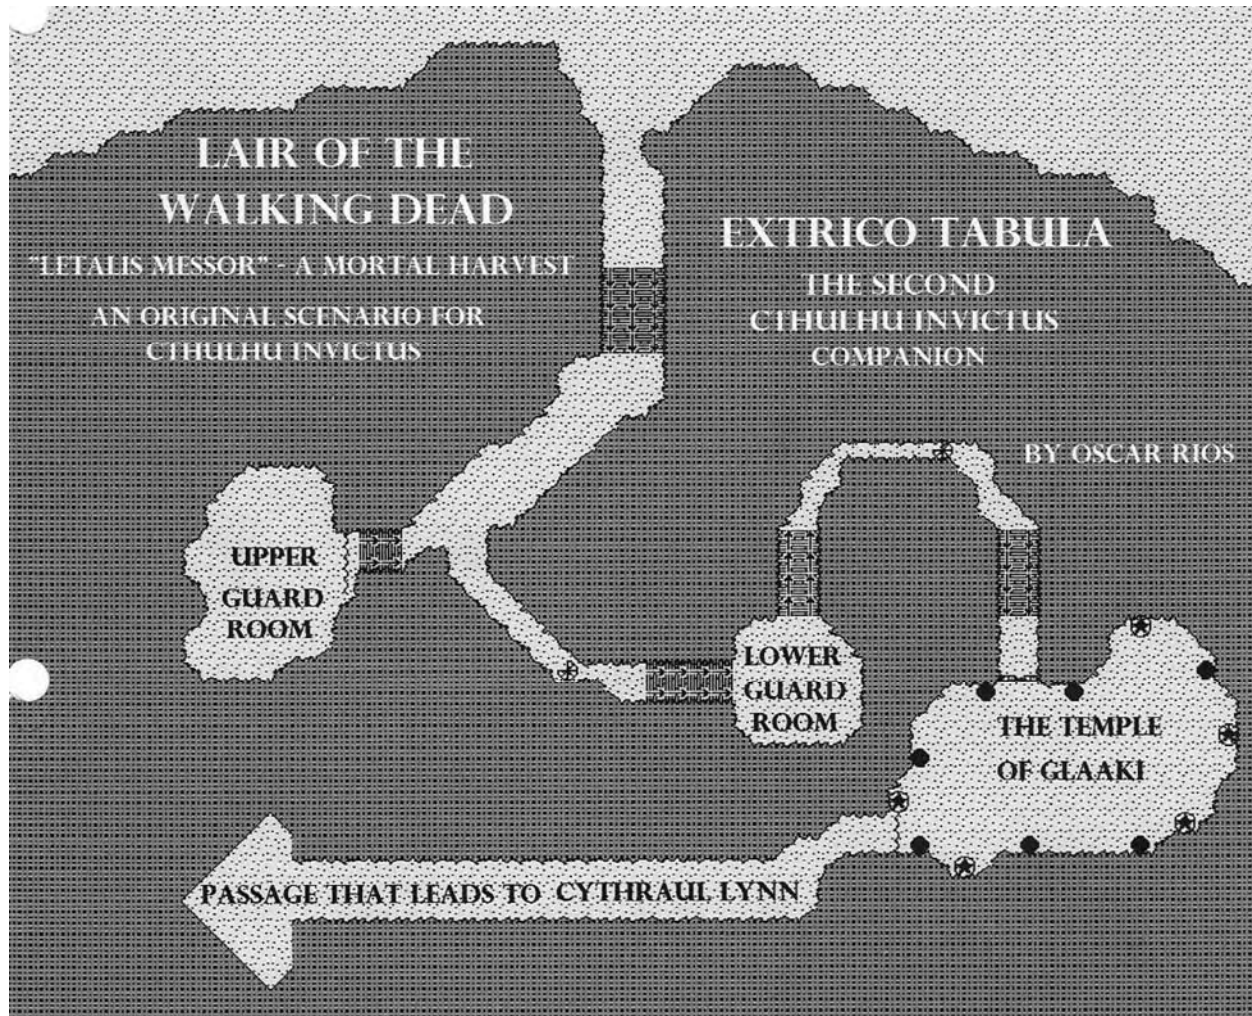 LAIR OF THE
WALKING DEAD
"LETALIS MESSOR" - A MORTAL HARVEST
AN ORIGINAL SCENARIO FOR
CTHULHU INVICTUS
EXTRICO TABULA
THE SECOND
CTHULHU INVICTUS
COMPANION
BY OSCAR RIOS
UPPER
GUARD
ROOM
LOWER
GUARD
ROOM
THE TEMPLE
OF GLAAKI
PASSAGE THAT LEADS TO CYTHRAUL LYNN